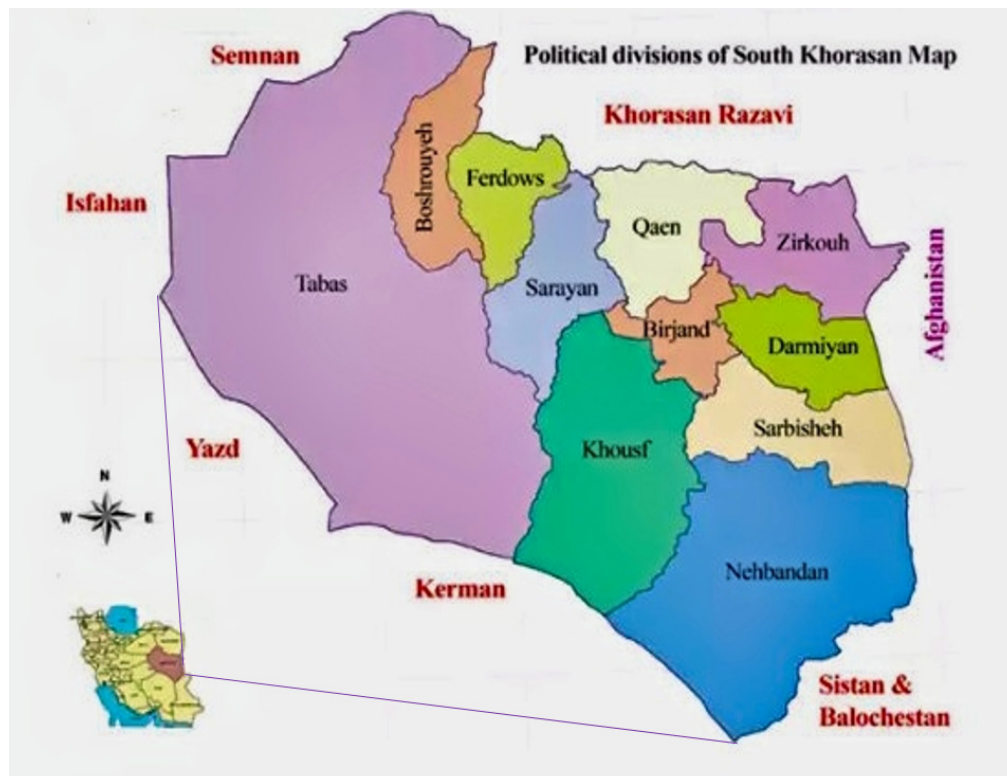 Semnan
Political divisions of South Khorasan Map
Khorasan Razavi
Boshrouyeh
Ferdows
Isfahan
Qaen
Zirkouh
Tabas
Sarayan
Afghanistan
Birjand
Darmiyan
Yazd
Khousf
Sarbisheh
N
W
E
Nehbandan
Kerman
Sistan &
Balochestan